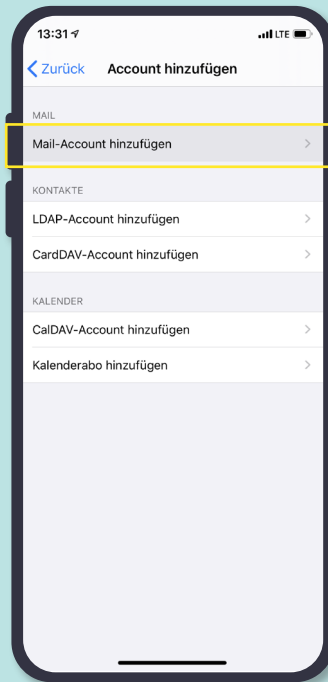 13:31 LTE
Zurück Account hinzufügen
MAIL
Mail-Account hinzufügen
KONTAKTE
LDAP-Account hinzufügen
CardDAV-Account hinzufügen
KALENDER
CalDAV-Account hinzufügen
Kalenderabo hinzufügen